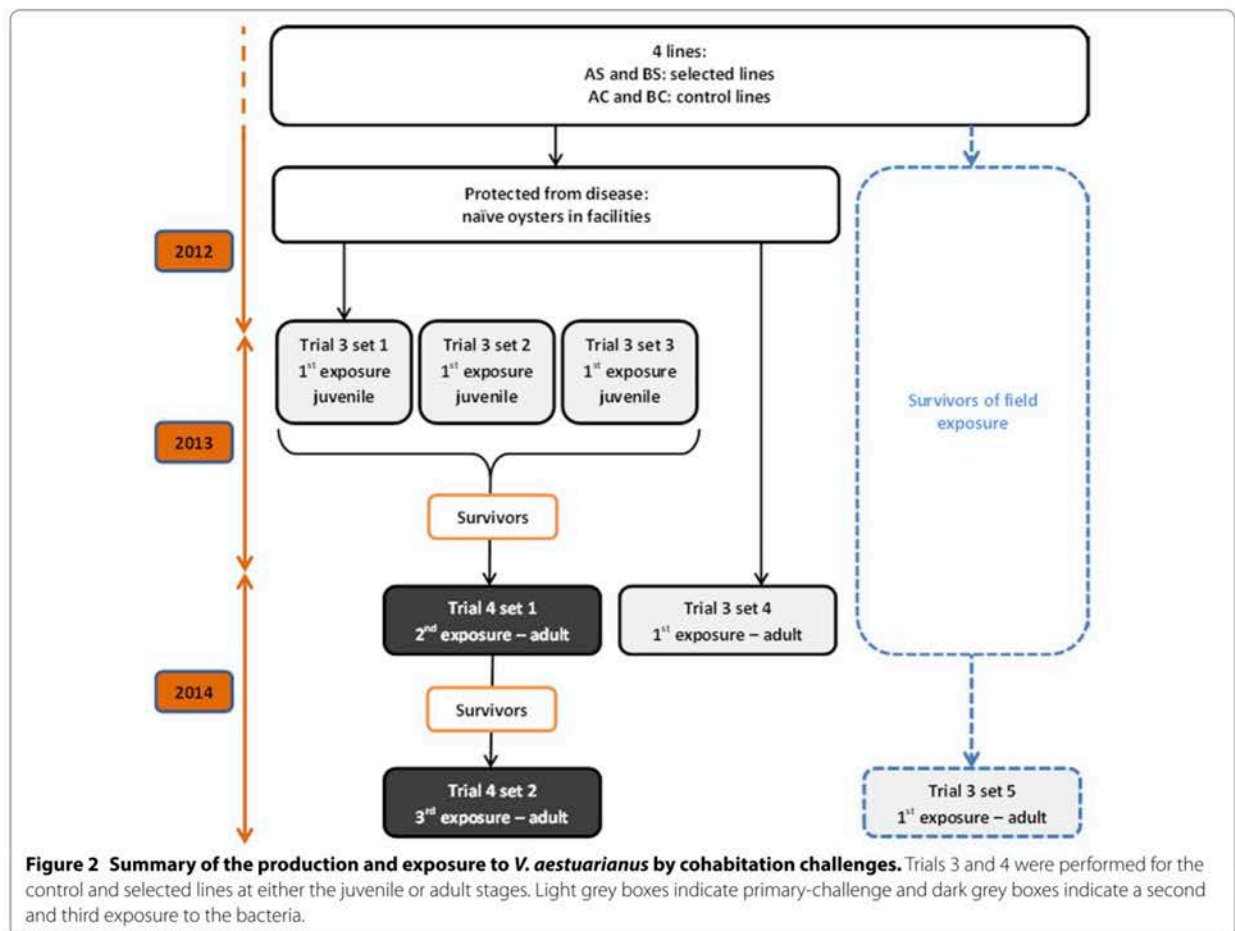 4 lines:
AS and BS: selected lines
AC and BC: control lines
Protected from disease:
naïve oysters in facilities
2012
Trial 3 set 1
1st exposure
juvenile
Trial 3 set 2
1st exposure
juvenile
Trial 3 set 3
1st exposure
juvenile
Survivors of field
exposure
2013
Survivors
Trial 4 set 1
2nd exposure – adult
Trial 3 set 4
1st exposure – adult
2014
Survivors
Trial 4 set 2
3rd exposure – adult
Trial 3 set 5
1st exposure – adult
Figure 2 Summary of the production and exposure to V. aestuarianus by cohabitation challenges. Trials 3 and 4 were performed for the
control and selected lines at either the juvenile or adult stages. Light grey boxes indicate primary-challenge and dark grey boxes indicate a second
and third exposure to the bacteria.